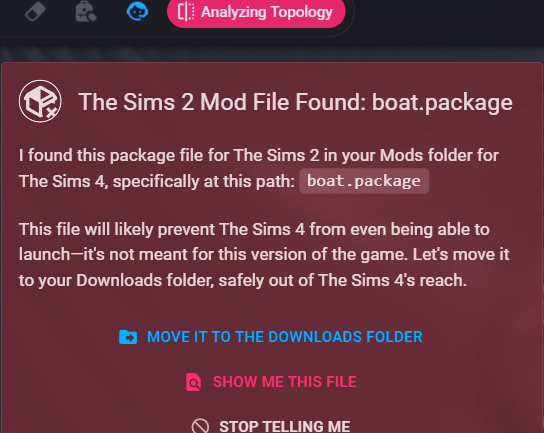 Analyzing Topology
The Sims 2 Mod File Found: boat.package
I found this package file for The Sims 2 in your Mods folder for
The Sims 4, specifically at this path: boat.package
This file will likely prevent The Sims 4 from even being able to
launch—it's not meant for this version of the game. Let's move it
to your Downloads folder, safely out of The Sims 4's reach.
MOVE IT TO THE DOWNLOADS FOLDER
SHOW ME THIS FILE
STOP TELLING ME